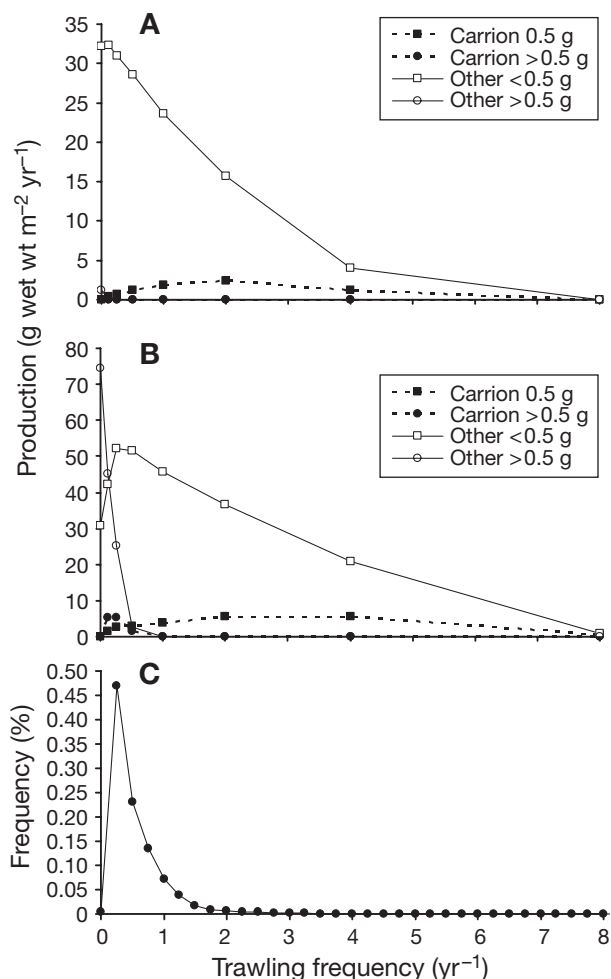 A
35
30
25
20
15
10
5
0
Carrion 0.5 g
Carrion >0.5 g
Other <0.5 g
Other >0.5 g
Production (g wet wt m⁻² yr⁻¹)
B
80
70
60
50
40
30
20
10
0
Carrion 0.5 g
Carrion >0.5 g
Other <0.5 g
Other >0.5 g
C
0.50
0.45
0.40
0.35
0.30
0.25
0.20
0.15
0.10
0.05
0
Frequency (%)
0 1 2 3 4 5 6 7 8
Trawling frequency (yr⁻¹)